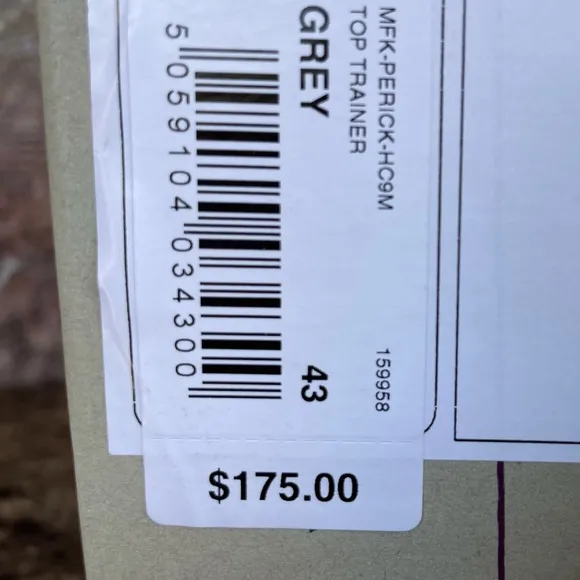 MFK-PERICK-HC9M 159958
TOP TRAINER
GREY 43
5 059104 034300
$175.00